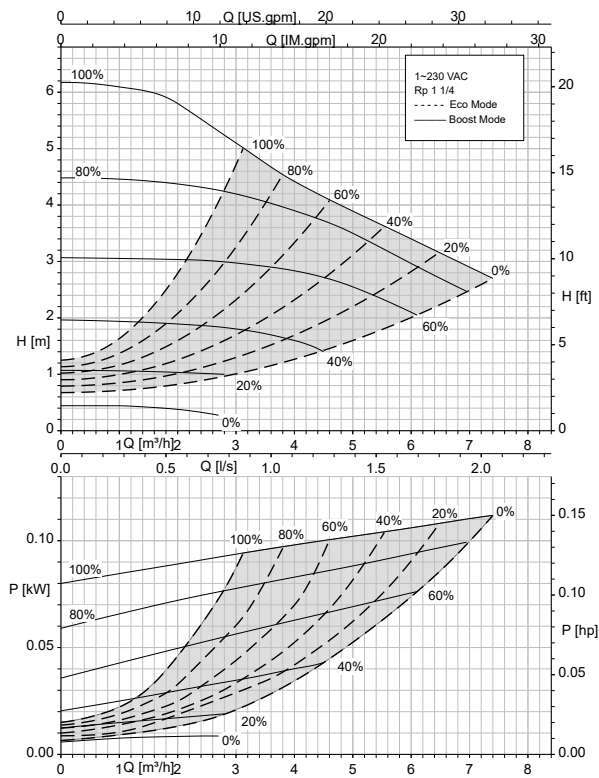 0 10 Q [US.gpm] 20 30
0 10 Q [IM.gpm] 20 30
1~230 VAC
Rp 1 1/4
Eco Mode
Boost Mode
100%
6
20
5
100%
15
80%
80%
4
60%
40%
20%
3
10
0%
H [ft]
2
60%
H [m]
5
40%
1
20%
0%
0
0
0 1 Q [m³/h] 2 3 4 5 6 7 8
0.0 0.5 Q [l/s] 1.0 1.5 2.0
0.10
100% 80% 60% 40% 20% 0%
0.15
100%
P [kW]
0.10
60%
80%
0.05
P [hp]
0.05
40%
20%
0%
0.00
0.00
0 1 Q [m³/h] 2 3 4 5 6 7 8